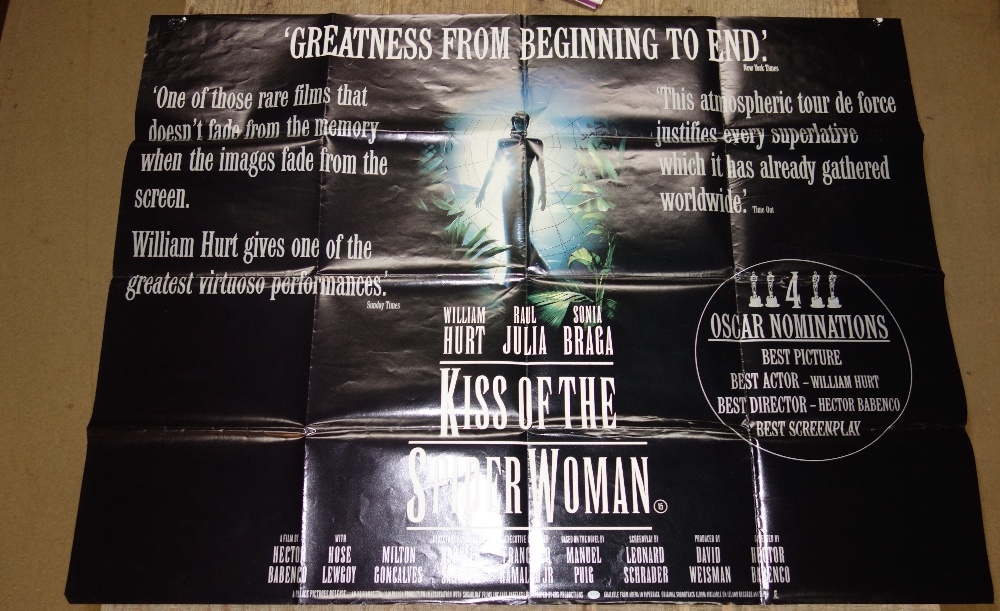 'GREATNESS FROM BEGINNING TO END.'
New York Times
'One of those rare films that
doesn't fade from the memory
when the images fade from the
screen.
William Hurt gives one of the
greatest virtuoso performances.'
Sunday Times
'This atmospheric tour de force
justifies every superlative
which it has already gathered
worldwide.' Time Out
4
OSCAR NOMINATIONS
BEST PICTURE
BEST ACTOR – WILLIAM HURT
BEST DIRECTOR – HECTOR BABENCO
BEST SCREENPLAY
WILLIAM HURT
RAUL JULIA
SONIA BRAGA
KISS OF THE
SPIDER WOMAN
15
A FILM BY HECTOR BABENCO
WITH HOSE LEWGOY
MILTON GONCALVES
BASED ON THE NOVEL BY MANUEL PUIG
SCREENPLAY BY LEONARD SCHRADER
PRODUCED BY DAVID WEISMAN
DIRECTED BY HECTOR BABENCO
A PALACE PICTURES RELEASE